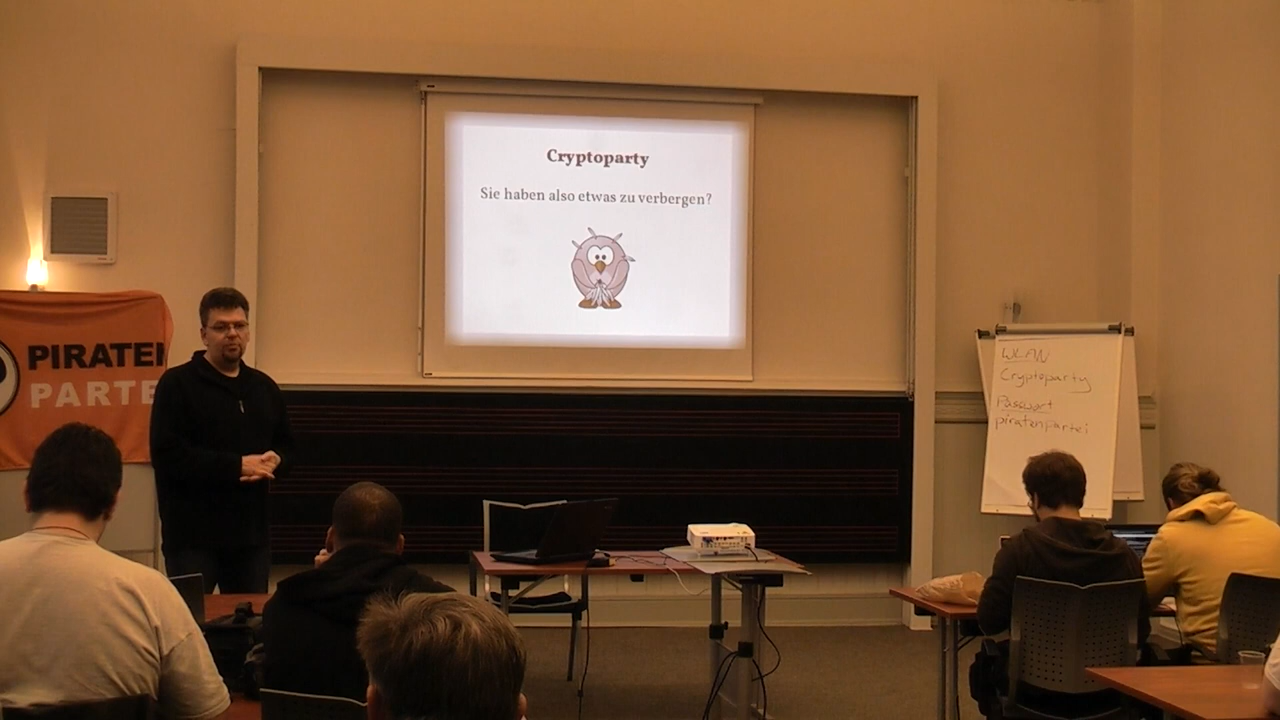 Cryptoparty
Sie haben also etwas zu verbergen?
PIRATEN
PARTE
WLAN
Cryptoparty
Passwort
piratenpartei